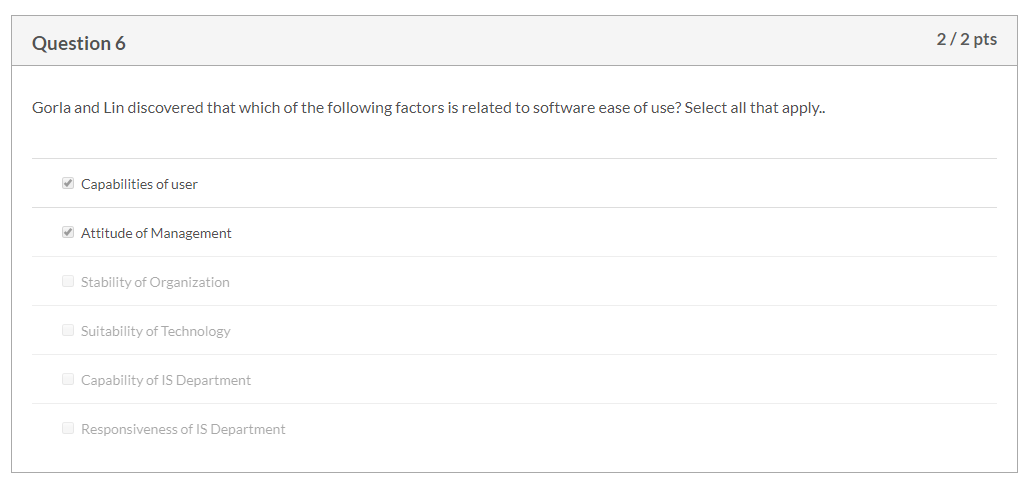 Question 6
2 / 2 pts
Gorla and Lin discovered that which of the following factors is related to software ease of use? Select all that apply..
Capabilities of user
Attitude of Management
Stability of Organization
Suitability of Technology
Capability of IS Department
Responsiveness of IS Department